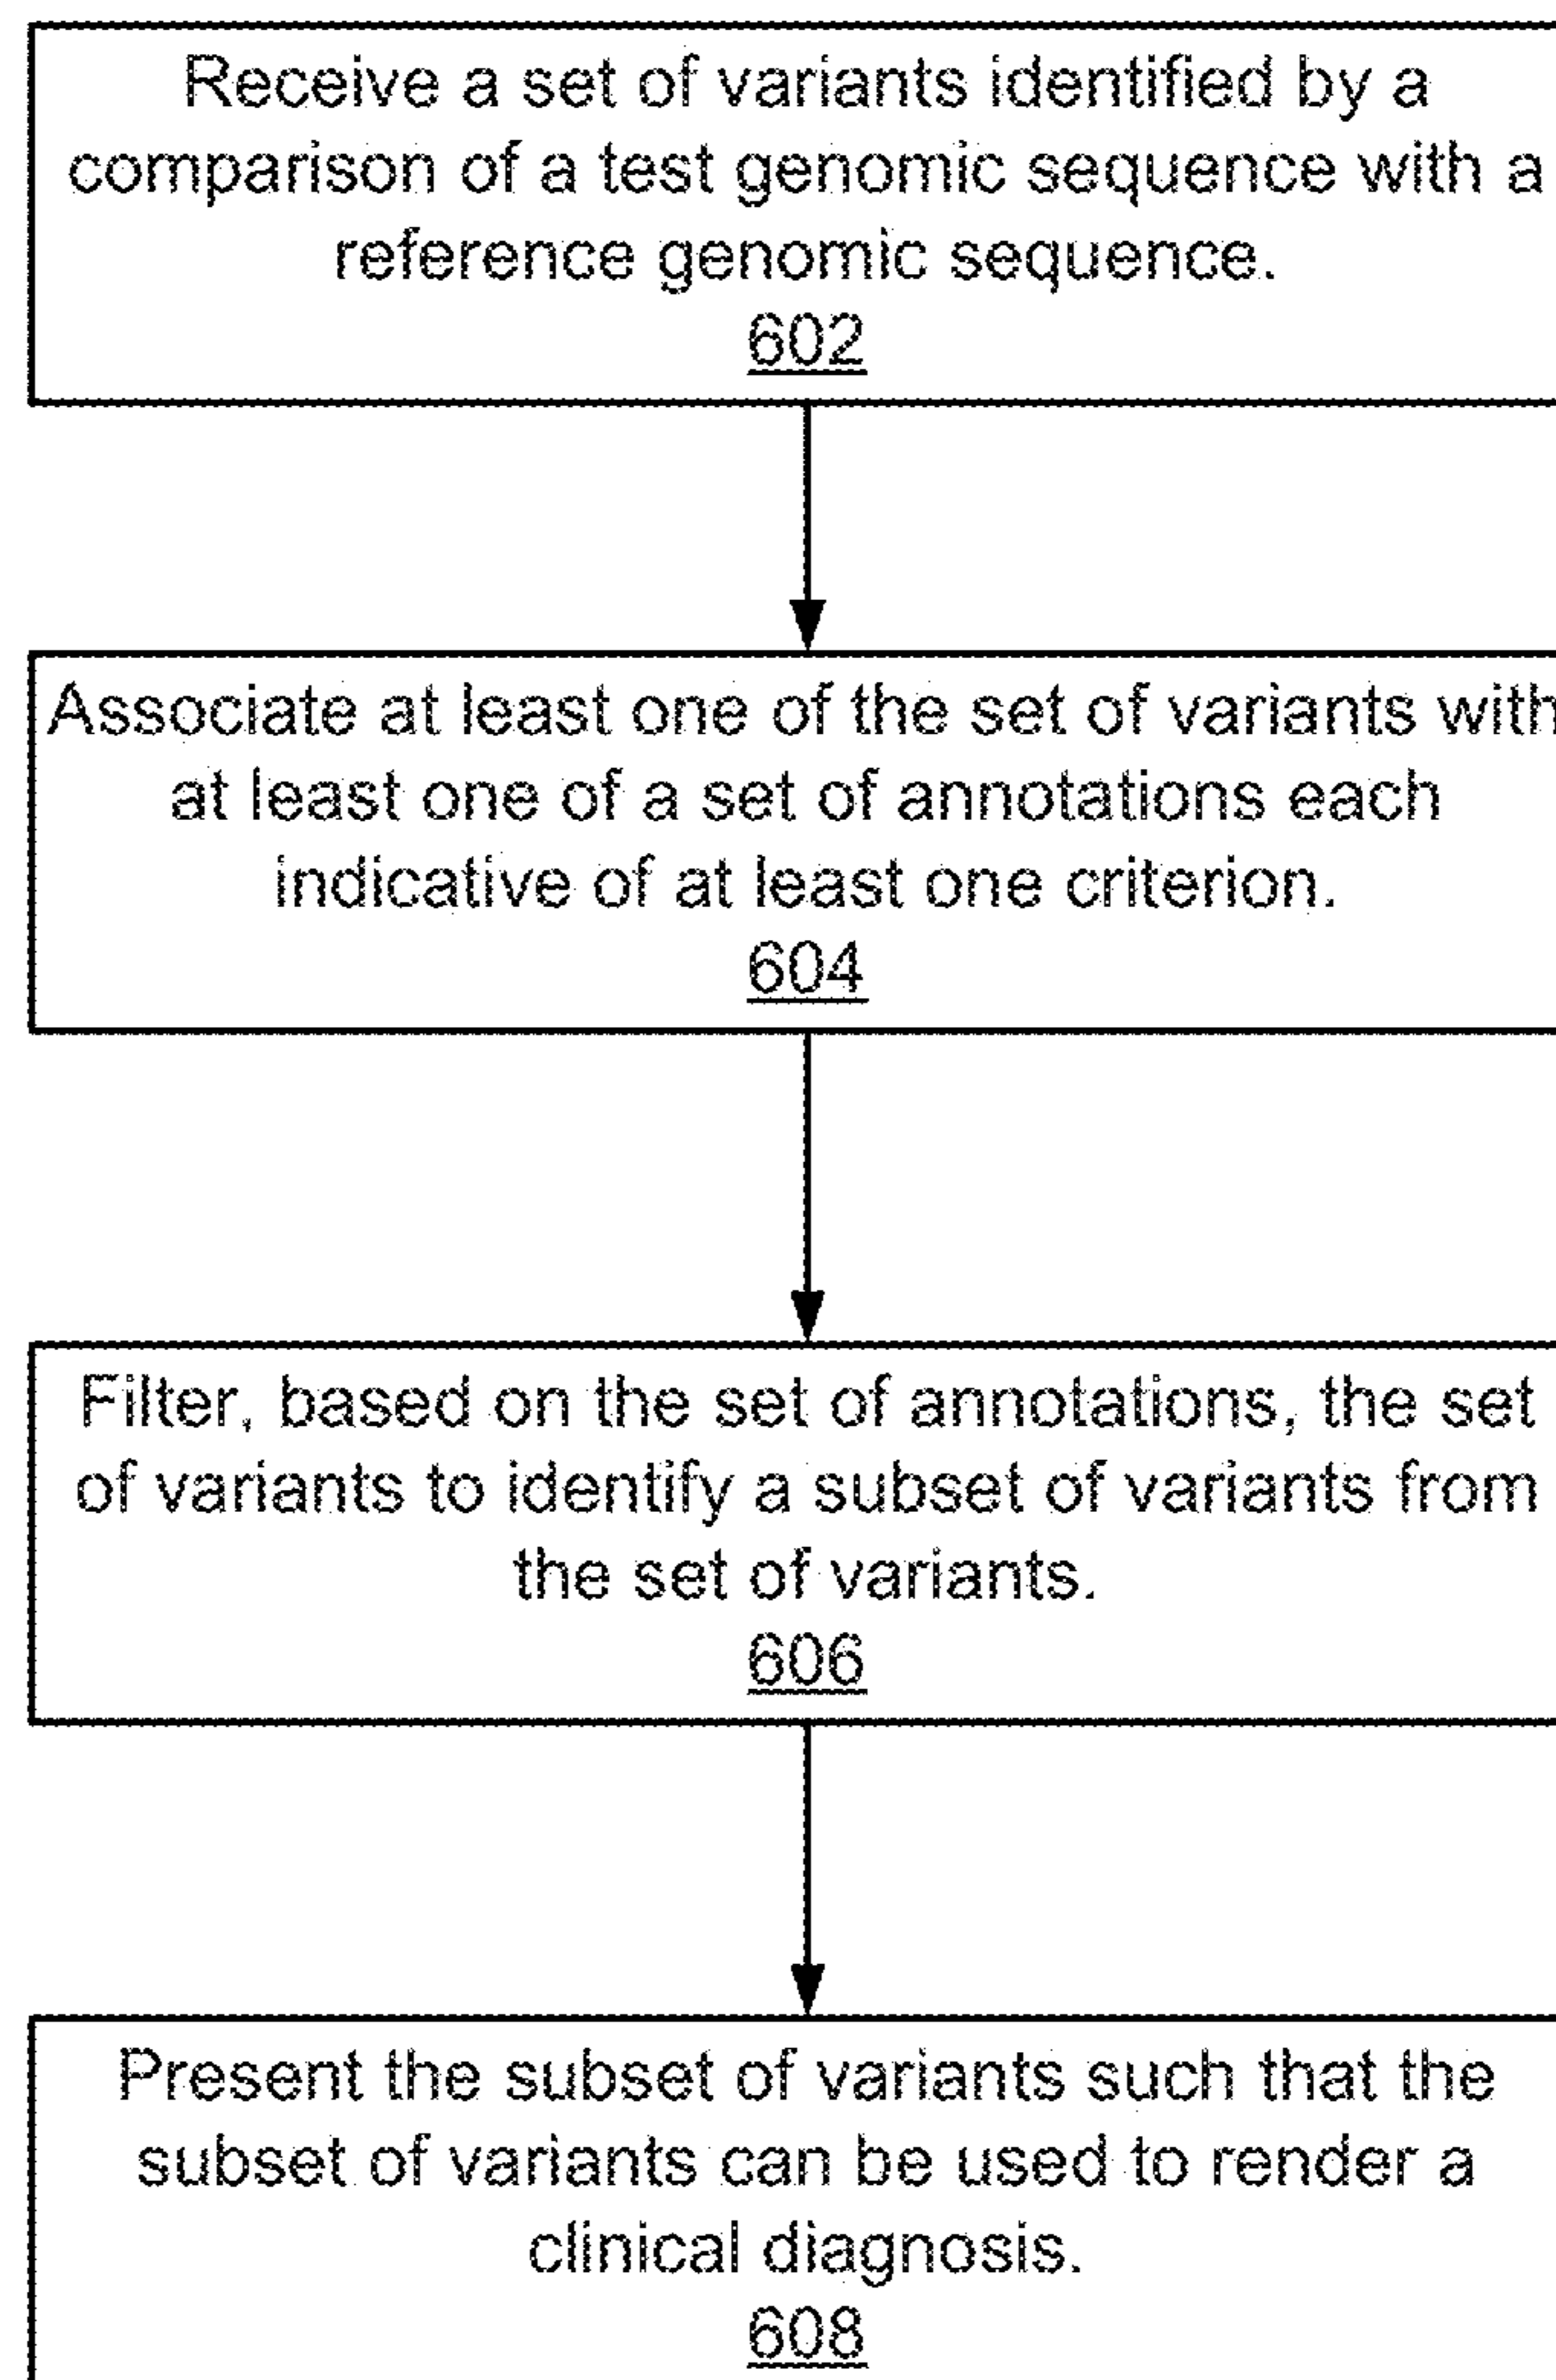 Receive a set of variants identified by a
comparison of a test genomic sequence with a
reference genomic sequence.
602
Associate at least one of the set of variants with
at least one of a set of annotations each
indicative of at least one criterion.
604
Filter, based on the set of annotations, the set
of variants to identify a subset of variants from
the set of variants.
606
Present the subset of variants such that the
subset of variants can be used to render a
clinical diagnosis.
608